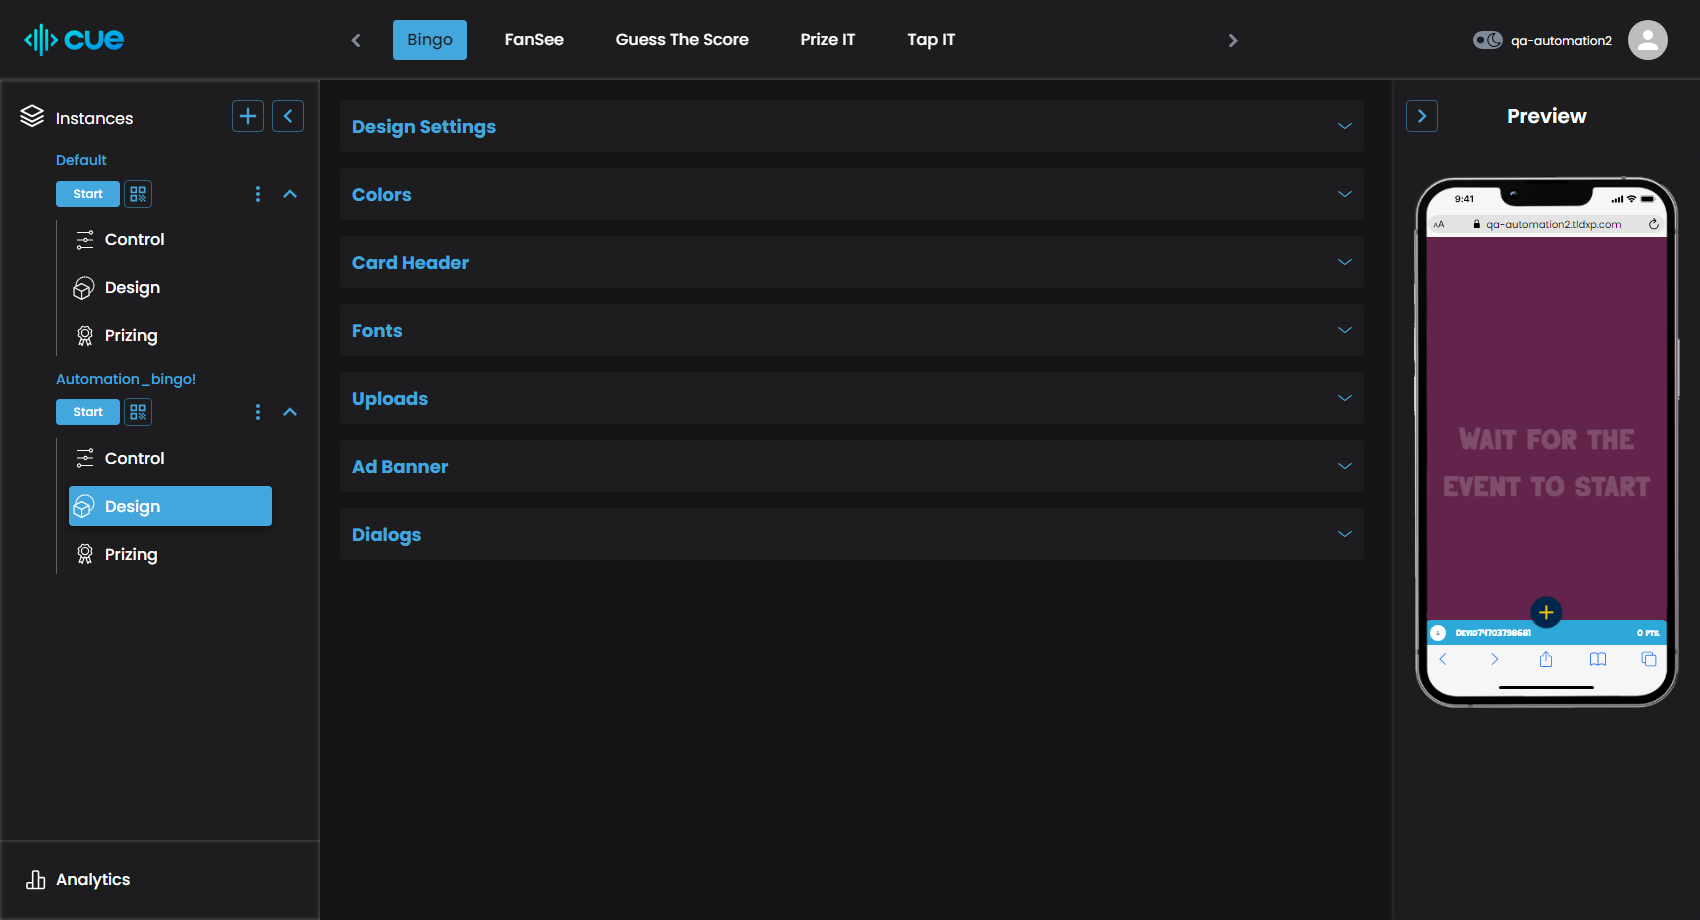 cue
Bingo
FanSee
Guess The Score
Prize IT
Tap IT
qa-automation2
Instances
Default
Start
Control
Design
Prizing
Automation_bingo!
Start
Control
Design
Prizing
Analytics
Design Settings
Colors
Card Header
Fonts
Uploads
Ad Banner
Dialogs
Preview
9:41
AA
qa-automation2.tldxp.com
WAIT FOR THE
EVENT TO START
DEVID74703798681
0 PTS.